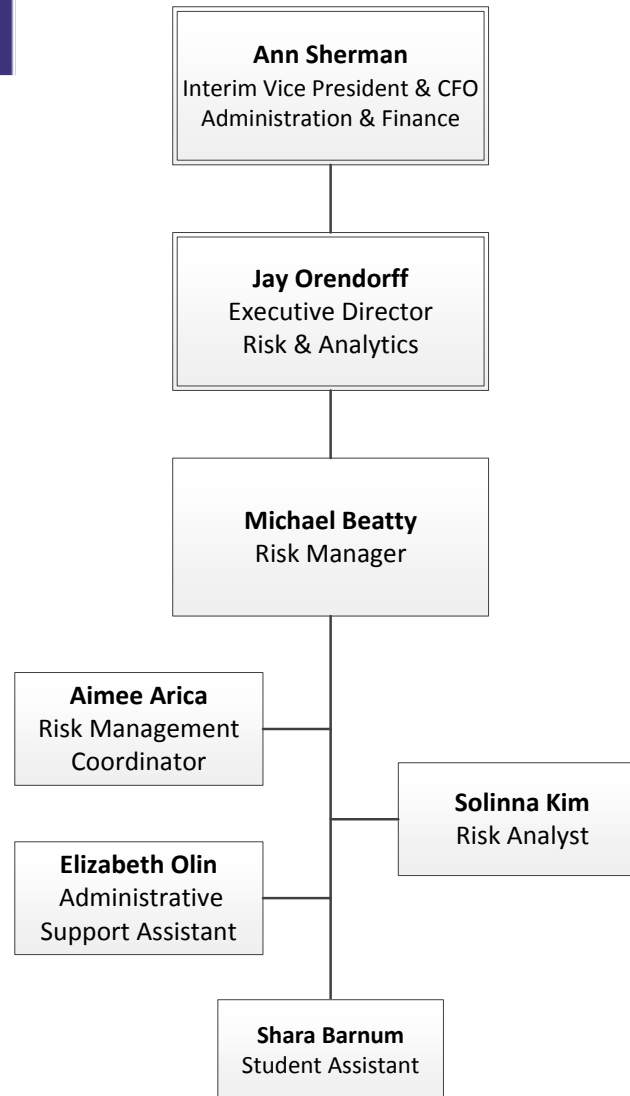 Ann Sherman
Interim Vice President & CFO
Administration & Finance
Jay Orendorff
Executive Director
Risk & Analytics
Michael Beatty
Risk Manager
Aimee Arica
Risk Management
Coordinator
Solinna Kim
Risk Analyst
Elizabeth Olin
Administrative
Support Assistant
Shara Barnum
Student Assistant